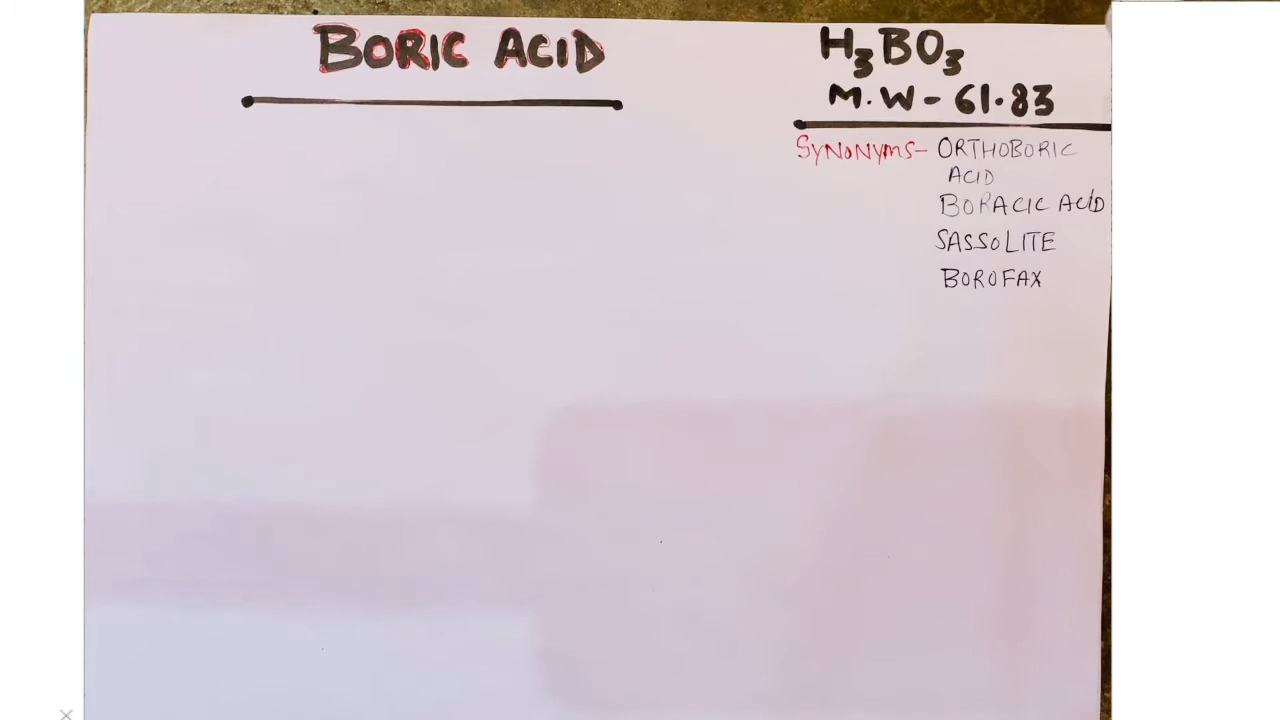 BORIC ACID
H₃BO₃
M.W - 61.83
SYNONYMS - ORTHOBORIC
ACID
BORACIC ACID
SASSOLITE
BOROFAX